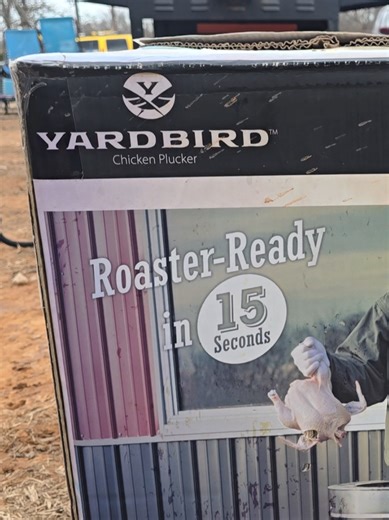 Y
YARDBIRD™
Chicken Plucker
Roaster-Ready
in 15
Seconds